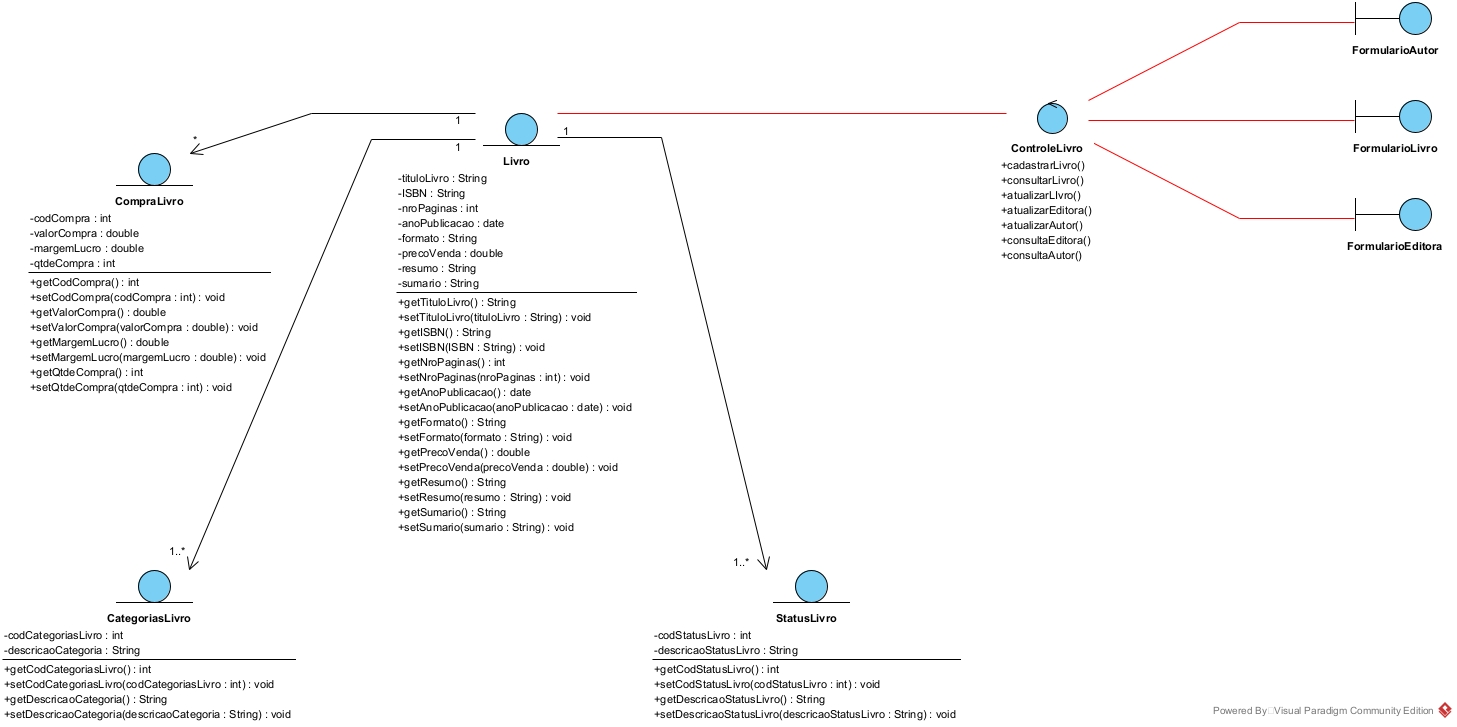 FormularioAutor
*
1
1
1
Livro
ControleLivro
+cadastrarLivro()
+consultarLivro()
+atualizarLIvro()
+atualizarEditora()
+atualizarAutor()
+consultaEditora()
+consultaAutor()
FormularioLivro
FormularioEditora
CompraLivro
-codCompra : int
-valorCompra : double
-margemLucro : double
-qtdeCompra : int
+getCodCompra() : int
+setCodCompra(codCompra : int) : void
+getValorCompra() : double
+setValorCompra(valorCompra : double) : void
+getMargemLucro() : double
+setMargemLucro(margemLucro : double) : void
+getQtdeCompra() : int
+setQtdeCompra(qtdeCompra : int) : void
-tituloLivro : String
-ISBN : String
-nroPaginas : int
-anoPublicacao : date
-formato : String
-precoVenda : double
-resumo : String
-sumario : String
+getTituloLivro() : String
+setTituloLivro(tituloLivro : String) : void
+getISBN() : String
+setISBN(ISBN : String) : void
+getNroPaginas() : int
+setNroPaginas(nroPaginas : int) : void
+getAnoPublicacao() : date
+setAnoPublicacao(anoPublicacao : date) : void
+getFormato() : String
+setFormato(formato : String) : void
+getPrecoVenda() : double
+setPrecoVenda(precoVenda : double) : void
+getResumo() : String
+setResumo(resumo : String) : void
+getSumario() : String
+setSumario(sumario : String) : void
1..*
1..*
CategoriasLivro
-codCategoriasLivro : int
-descricaoCategoria : String
+getCodCategoriasLivro() : int
+setCodCategoriasLivro(codCategoriasLivro : int) : void
+getDescricaoCategoria() : String
+setDescricaoCategoria(descricaoCategoria : String) : void
StatusLivro
-codStatusLivro : int
-descricaoStatusLivro : String
+getCodStatusLivro() : int
+setCodStatusLivro(codStatusLivro : int) : void
+getDescricaoStatusLivro() : String
+setDescricaoStatusLivro(descricaoStatusLivro : String) : void
Powered By Visual Paradigm Community Edition